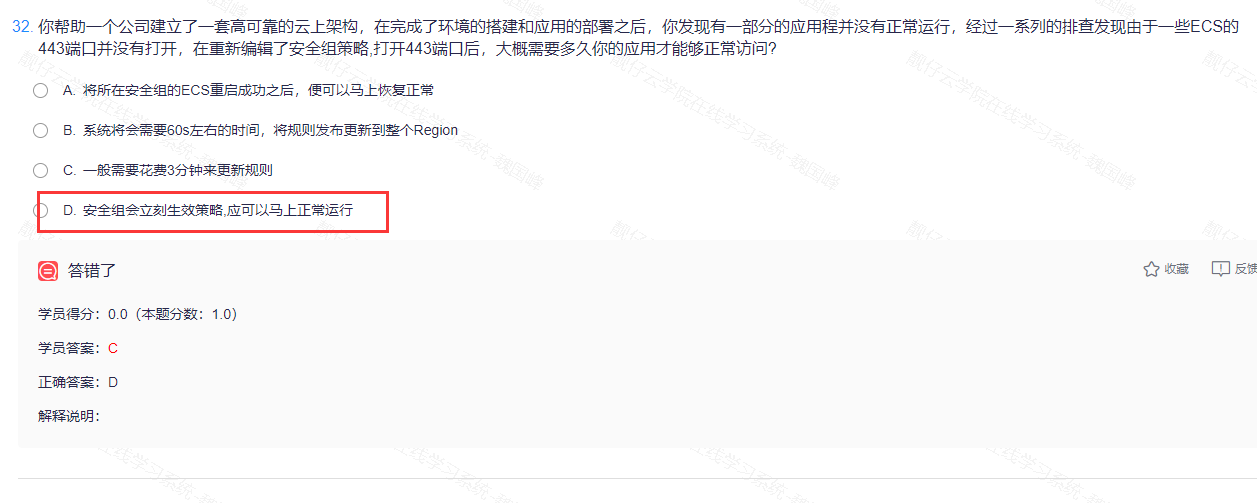 32. 你帮助一个公司建立了一套高可靠的云上架构，在完成了环境的搭建和应用的部署之后，你发现有一部分的应用程并没有正常运行，经过一系列的排查发现由于一些ECS的
443端口并没有打开，在重新编辑了安全组策略,打开443端口后，大概需要多久你的应用才能够正常访问?
A. 将所在安全组的ECS重启成功之后，便可以马上恢复正常
B. 系统将会需要60s左右的时间，将规则发布更新到整个Region
C. 一般需要花费3分钟来更新规则
D. 安全组会立刻生效策略,应可以马上正常运行
答错了
收藏
反馈
学员得分：0.0（本题分数：1.0）
学员答案：C
正确答案：D
解释说明：
靓仔云学院在线学习系统-魏国峰